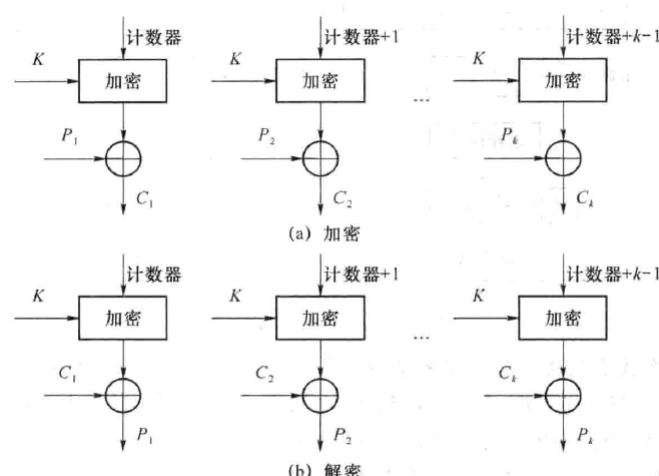 计数器 计数器+1 计数器+k-1
K 加密 K 加密 ... K 加密
P₁ P₂ Pₖ
C₁ C₂ Cₖ
(a) 加密
计数器 计数器+1 计数器+k-1
K 加密 K 加密 ... K 加密
C₁ C₂ Cₖ
P₁ P₂ Pₖ
(b) 解密